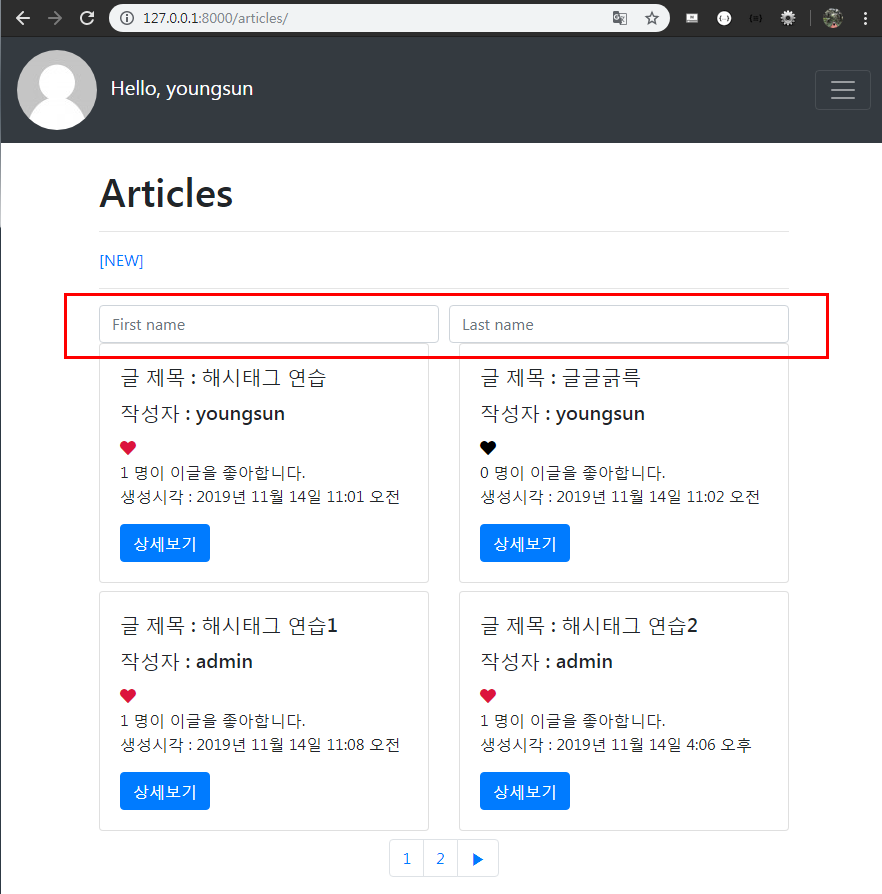 127.0.0.1:8000/articles/
Hello, youngsun
Articles
[NEW]
First name Last name
글 제목 : 해시태그 연습
작성자 : youngsun
1 명이 이글을 좋아합니다.
생성시각 : 2019년 11월 14일 11:01 오전
상세보기
글 제목 : 글글긁륵
작성자 : youngsun
0 명이 이글을 좋아합니다.
생성시각 : 2019년 11월 14일 11:02 오전
상세보기
글 제목 : 해시태그 연습1
작성자 : admin
1 명이 이글을 좋아합니다.
생성시각 : 2019년 11월 14일 11:08 오전
상세보기
글 제목 : 해시태그 연습2
작성자 : admin
1 명이 이글을 좋아합니다.
생성시각 : 2019년 11월 14일 4:06 오후
상세보기
1 2